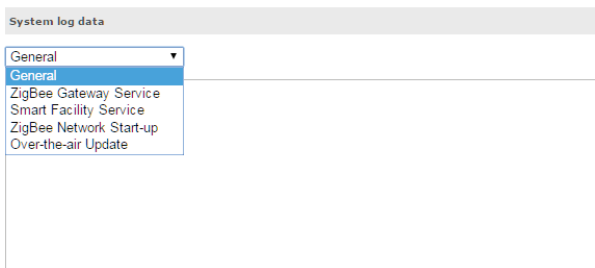 System log data
General
General
ZigBee Gateway Service
Smart Facility Service
ZigBee Network Start-up
Over-the-air Update